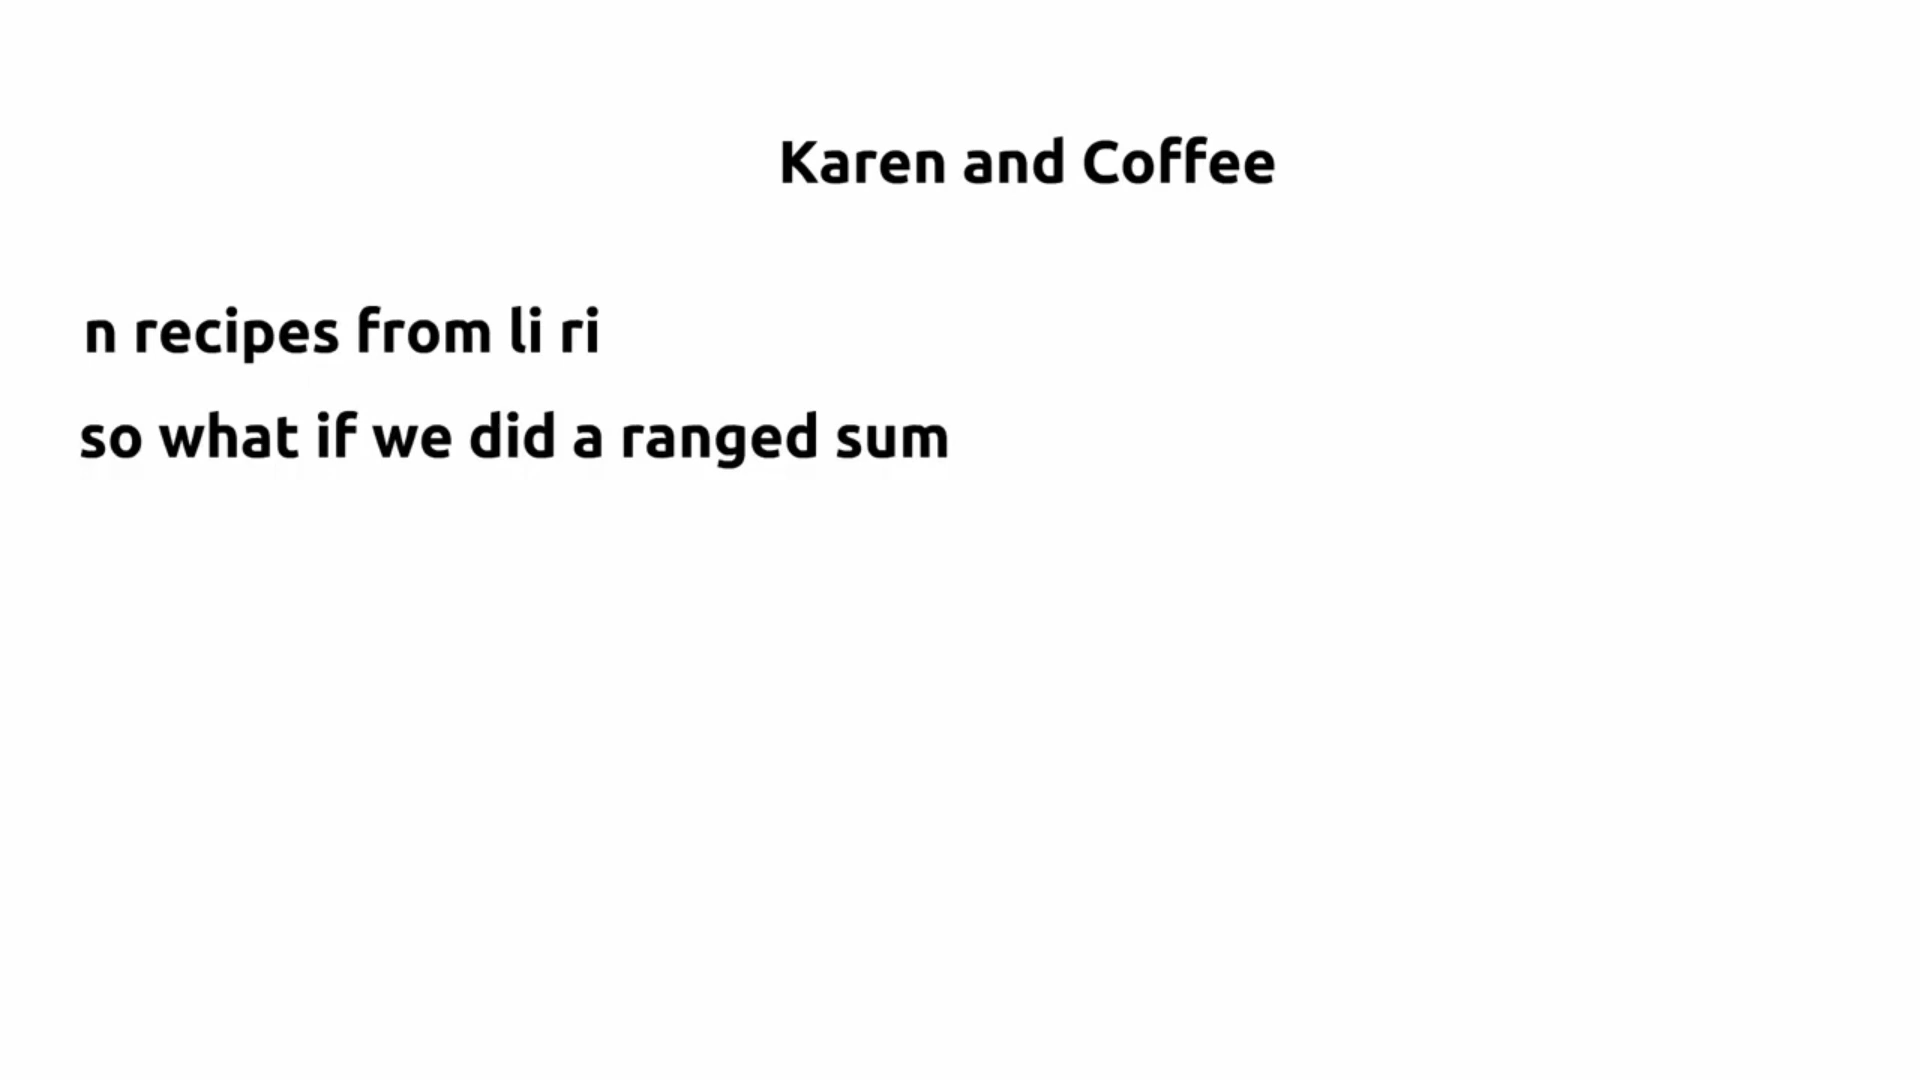 Karen and Coffee
n recipes from li ri
so what if we did a ranged sum